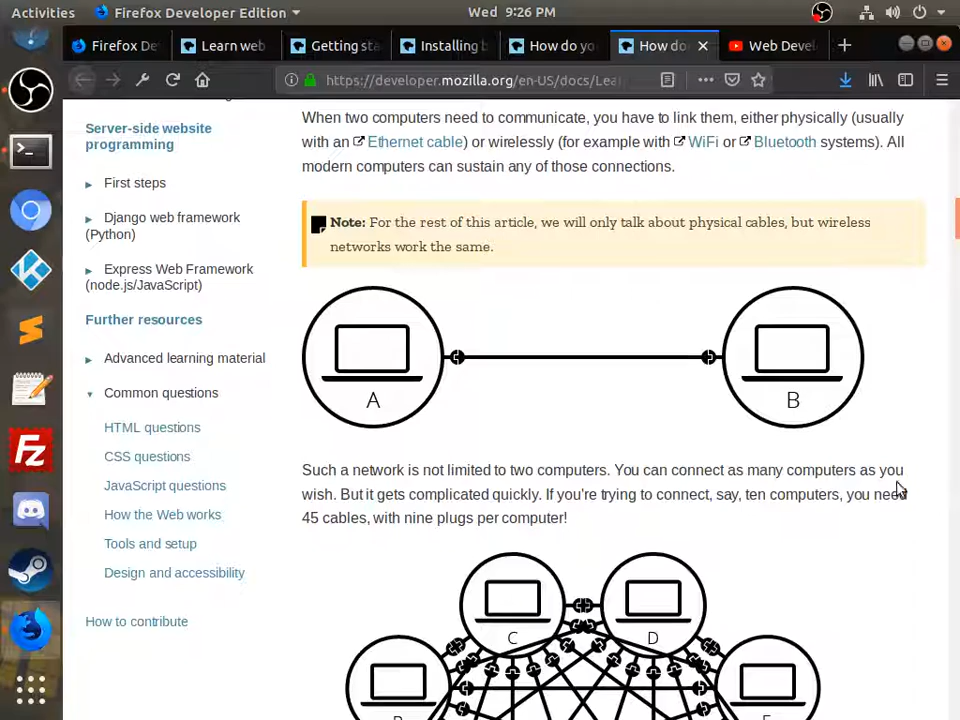 Activities
Firefox Developer Edition
Wed 9:26 PM
Firefox De
Learn web
Getting sta
Installing b
How do yo
How do
Web Devel
https://developer.mozilla.org/en-US/docs/Lea
Server-side website
programming
First steps
Django web framework
(Python)
Express Web Framework
(node.js/JavaScript)
Further resources
Advanced learning material
Common questions
HTML questions
CSS questions
JavaScript questions
How the Web works
Tools and setup
Design and accessibility
How to contribute
When two computers need to communicate, you have to link them, either physically (usually
with an Ethernet cable) or wirelessly (for example with WiFi or Bluetooth systems). All
modern computers can sustain any of those connections.
Note: For the rest of this article, we will only talk about physical cables, but wireless
networks work the same.
A
B
Such a network is not limited to two computers. You can connect as many computers as you
wish. But it gets complicated quickly. If you're trying to connect, say, ten computers, you need
45 cables, with nine plugs per computer!
C
D
Fz